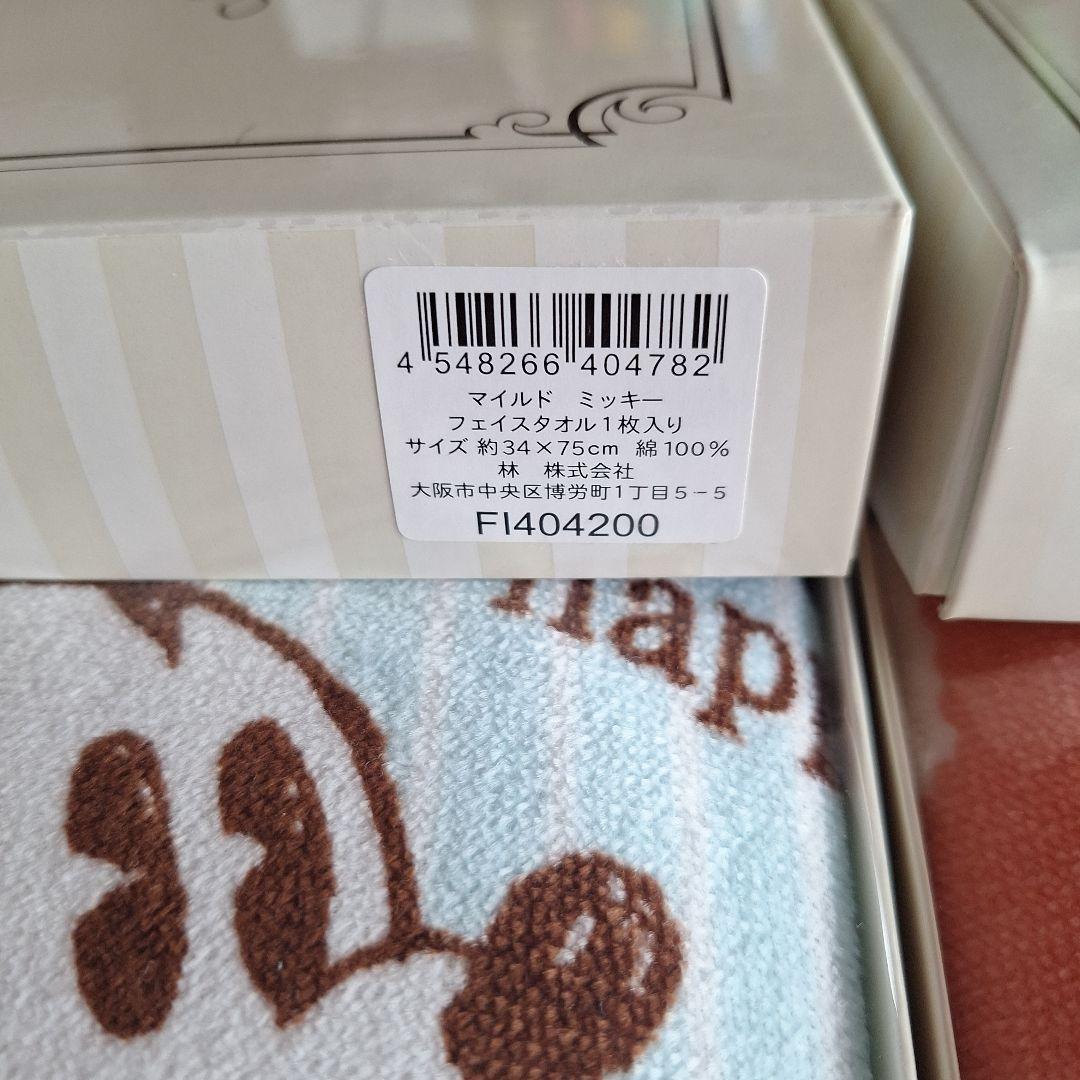 4 548266 404782
マイルド　ミッキー
フェイスタオル1枚入り
サイズ 約34×75cm 綿100%
林　株式会社
大阪市中央区博労町1丁目5-5
FI404200
hap